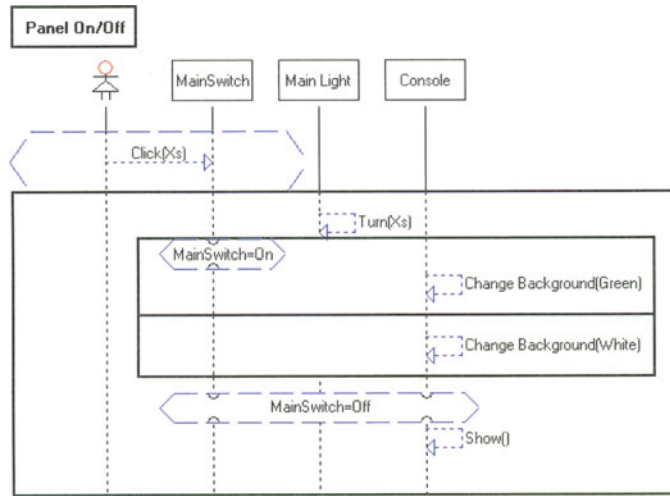 Panel On/Off
MainSwitch
Main Light
Console
Click(Xs)
Turn(Xs)
MainSwitch=On
Change Background(Green)
Change Background(White)
MainSwitch=Off
Show()